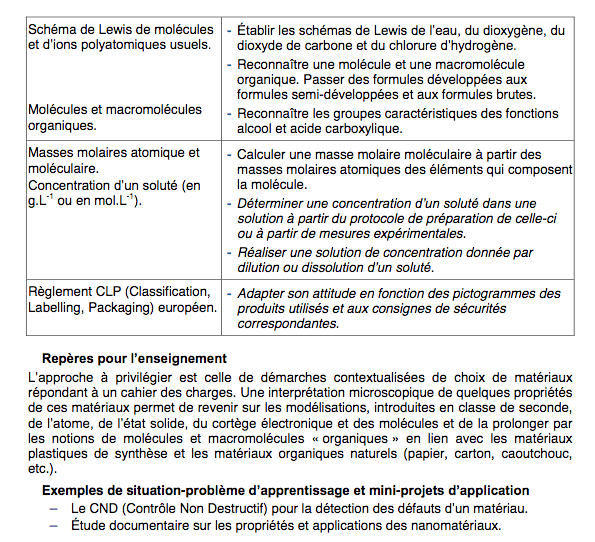 Schéma de Lewis de molécules
et d'ions polyatomiques usuels.
- Établir les schémas de Lewis de l'eau, du dioxygène, du
dioxyde de carbone et du chlorure d'hydrogène.
- Reconnaître une molécule et une macromolécule
organique. Passer des formules développées aux
formules semi-développées et aux formules brutes.
Molécules et macromolécules
organiques.
- Reconnaître les groupes caractéristiques des fonctions
alcool et acide carboxylique.
Masses molaires atomique et
moléculaire.
Concentration d'un soluté (en
g.L⁻¹ ou en mol.L⁻¹).
- Calculer une masse molaire moléculaire à partir des
masses molaires atomiques des éléments qui composent
la molécule.
- Déterminer une concentration d'un soluté dans une
solution à partir du protocole de préparation de celle-ci
ou à partir de mesures expérimentales.
- Réaliser une solution de concentration donnée par
dilution ou dissolution d'un soluté.
Règlement CLP (Classification,
Labelling, Packaging) européen.
- Adapter son attitude en fonction des pictogrammes des
produits utilisés et aux consignes de sécurités
correspondantes.
Repères pour l'enseignement
L'approche à privilégier est celle de démarches contextualisées de choix de matériaux
répondant à un cahier des charges. Une interprétation microscopique de quelques propriétés
de ces matériaux permet de revenir sur les modélisations, introduites en classe de seconde,
de l'atome, de l'état solide, du cortège électronique et des molécules et de la prolonger par
les notions de molécules et macromolécules « organiques » en lien avec les matériaux
plastiques de synthèse et les matériaux organiques naturels (papier, carton, caoutchouc,
etc.).
Exemples de situation-problème d'apprentissage et mini-projets d'application
– Le CND (Contrôle Non Destructif) pour la détection des défauts d'un matériau.
– Étude documentaire sur les propriétés et applications des nanomatériaux.